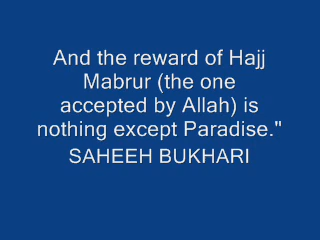 And the reward of Hajj
Mabrur (the one
accepted by Allah) is
nothing except Paradise."
SAHEEH BUKHARI